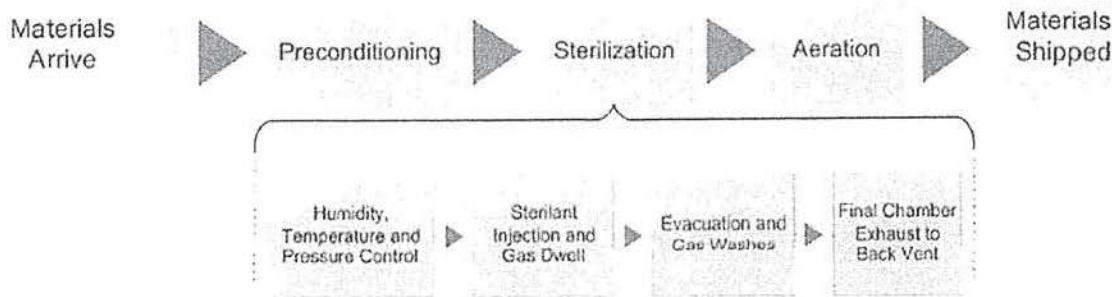 Materials
Arrive
Preconditioning
Sterilization
Aeration
Materials
Shipped
Humidity,
Temperature and
Pressure Control
Sterilant
Injection and
Gas Dwell
Evacuation and
Gas Washes
Final Chamber
Exhaust to
Back Vent